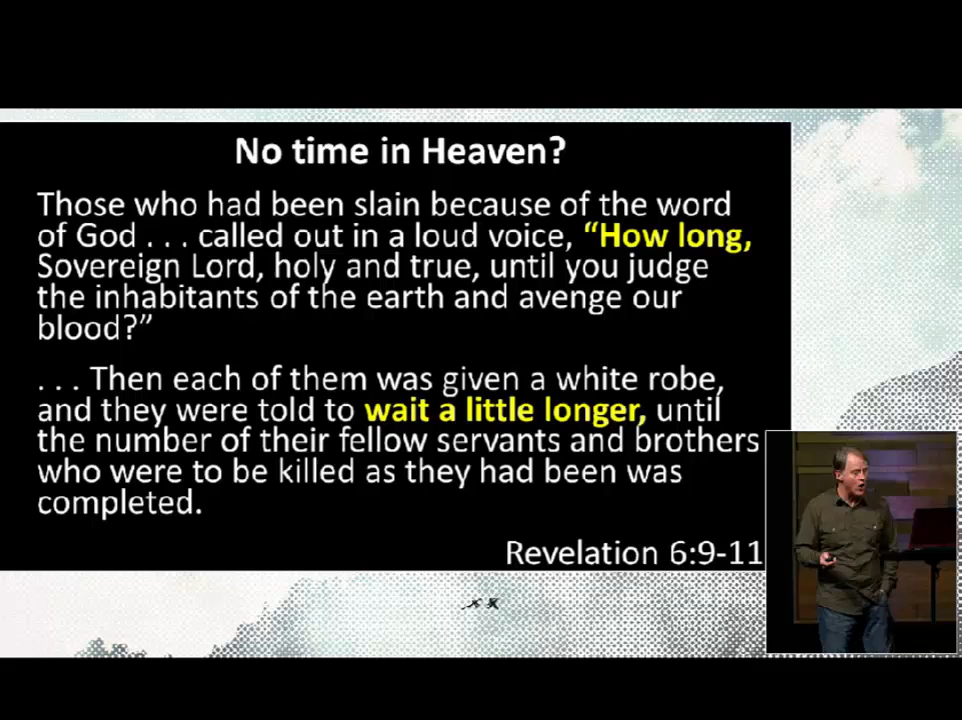 No time in Heaven?
Those who had been slain because of the word
of God . . . called out in a loud voice, “How long,
Sovereign Lord, holy and true, until you judge
the inhabitants of the earth and avenge our
blood?”
. . . Then each of them was given a white robe,
and they were told to wait a little longer, until
the number of their fellow servants and brothers
who were to be killed as they had been was
completed.
Revelation 6:9-11